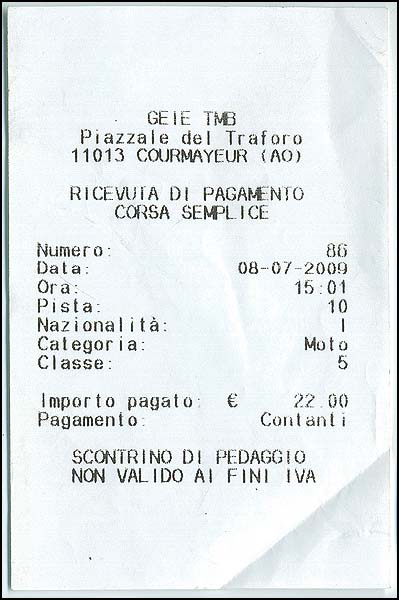 GEIE TMB
Piazzale del Traforo
11013 COURMAYEUR (AO)
RICEVUTA DI PAGAMENTO
CORSA SEMPLICE
Numero: 86
Data: 08-07-2009
Ora: 15:01
Pista: 10
Nazionalità: I
Categoria: Moto
Classe: 5
Importo pagato: € 22.00
Pagamento: Contanti
SCONTRINO DI PEDAGGIO
NON VALIDO AI FINI IVA